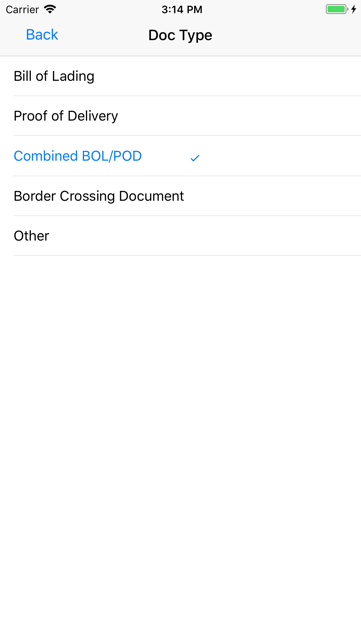 Carrier 3:14 PM
Back Doc Type
Bill of Lading
Proof of Delivery
Combined BOL/POD
Border Crossing Document
Other